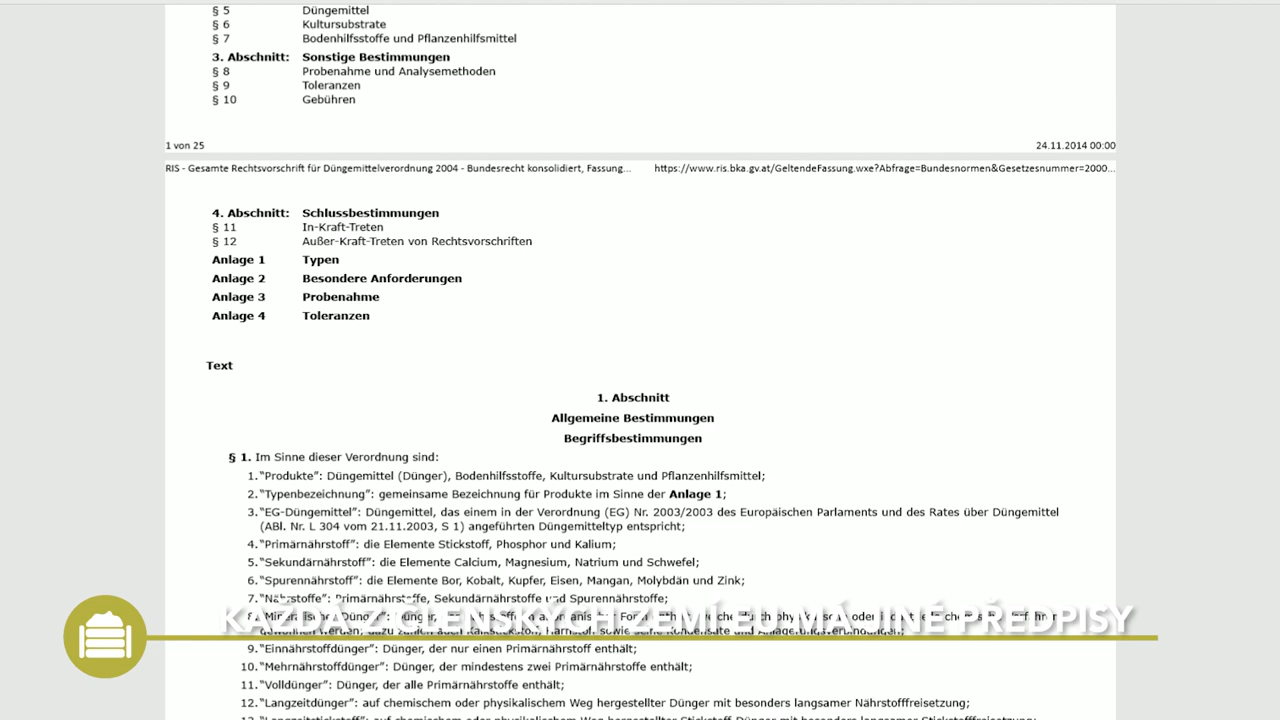 § 5 Düngemittel
§ 6 Kultursubstrate
§ 7 Bodenhilfsstoffe und Pflanzenhilfsmittel
3. Abschnitt: Sonstige Bestimmungen
§ 8 Probenahme und Analysemethoden
§ 9 Toleranzen
§ 10 Gebühren
1 von 25 24.11.2014 00:00
RIS - Gesamte Rechtsvorschrift für Düngemittelverordnung 2004 - Bundesrecht konsolidiert, Fassung... https://www.ris.bka.gv.at/GeltendeFassung.wxe?Abfrage=Bundesnormen&Gesetzesnummer=2000...
4. Abschnitt: Schlussbestimmungen
§ 11 In-Kraft-Treten
§ 12 Außer-Kraft-Treten von Rechtsvorschriften
Anlage 1 Typen
Anlage 2 Besondere Anforderungen
Anlage 3 Probenahme
Anlage 4 Toleranzen
Text
1. Abschnitt
Allgemeine Bestimmungen
Begriffsbestimmungen
§ 1. Im Sinne dieser Verordnung sind:
1. "Produkte": Düngemittel (Dünger), Bodenhilfsstoffe, Kultursubstrate und Pflanzenhilfsmittel;
2. "Typenbezeichnung": gemeinsame Bezeichnung für Produkte im Sinne der Anlage 1;
3. "EG-Düngemittel": Düngemittel, das einem in der Verordnung (EG) Nr. 2003/2003 des Europäischen Parlaments und des Rates über Düngemittel
(ABl. Nr. L 304 vom 21.11.2003, S 1) angeführten Düngemitteltyp entspricht;
4. "Primärnährstoff": die Elemente Stickstoff, Phosphor und Kalium;
5. "Sekundärnährstoff": die Elemente Calcium, Magnesium, Natrium und Schwefel;
6. "Spurennährstoff": die Elemente Bor, Kobalt, Kupfer, Eisen, Mangan, Molybdän und Zink;
7. "Nährstoffe": Primärnährstoffe, Sekundärnährstoffe und Spurennährstoffe;
KAŽDÁ Z ČLENSKÝCH ZEMÍ EU MÁ JINÉ PŘEDPISY
8. "Mineralische Dünger": Dünger,
9. "Einnährstoffdünger": Dünger, der nur einen Primärnährstoff enthält;
10. "Mehrnährstoffdünger": Dünger, der mindestens zwei Primärnährstoffe enthält;
11. "Volldünger": Dünger, der alle Primärnährstoffe enthält;
12. "Langzeitdünger": auf chemischem oder physikalischem Weg hergestellter Dünger mit besonders langsamer Nährstofffreisetzung;